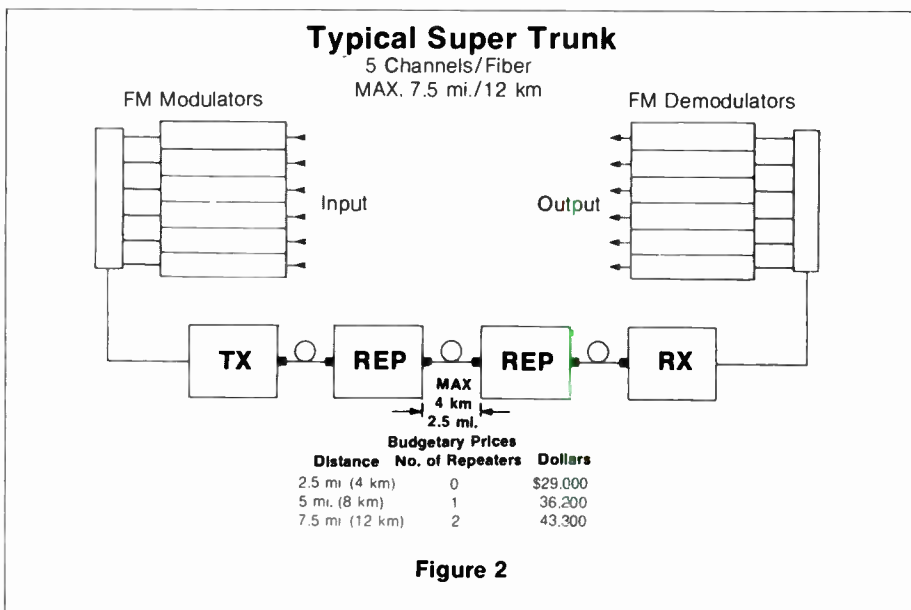 Typical Super Trunk
5 Channels/Fiber
MAX. 7.5 mi./12 km
FM Modulators
FM Demodulators
Input
Output
TX
REP
REP
RX
MAX
4 km
2.5 mi.
Budgetary Prices
Distance No. of Repeaters Dollars
2.5 mi (4 km) 0 $29.000
5 mi. (8 km) 1 36,200
7.5 mi (12 km) 2 43,300
Figure 2